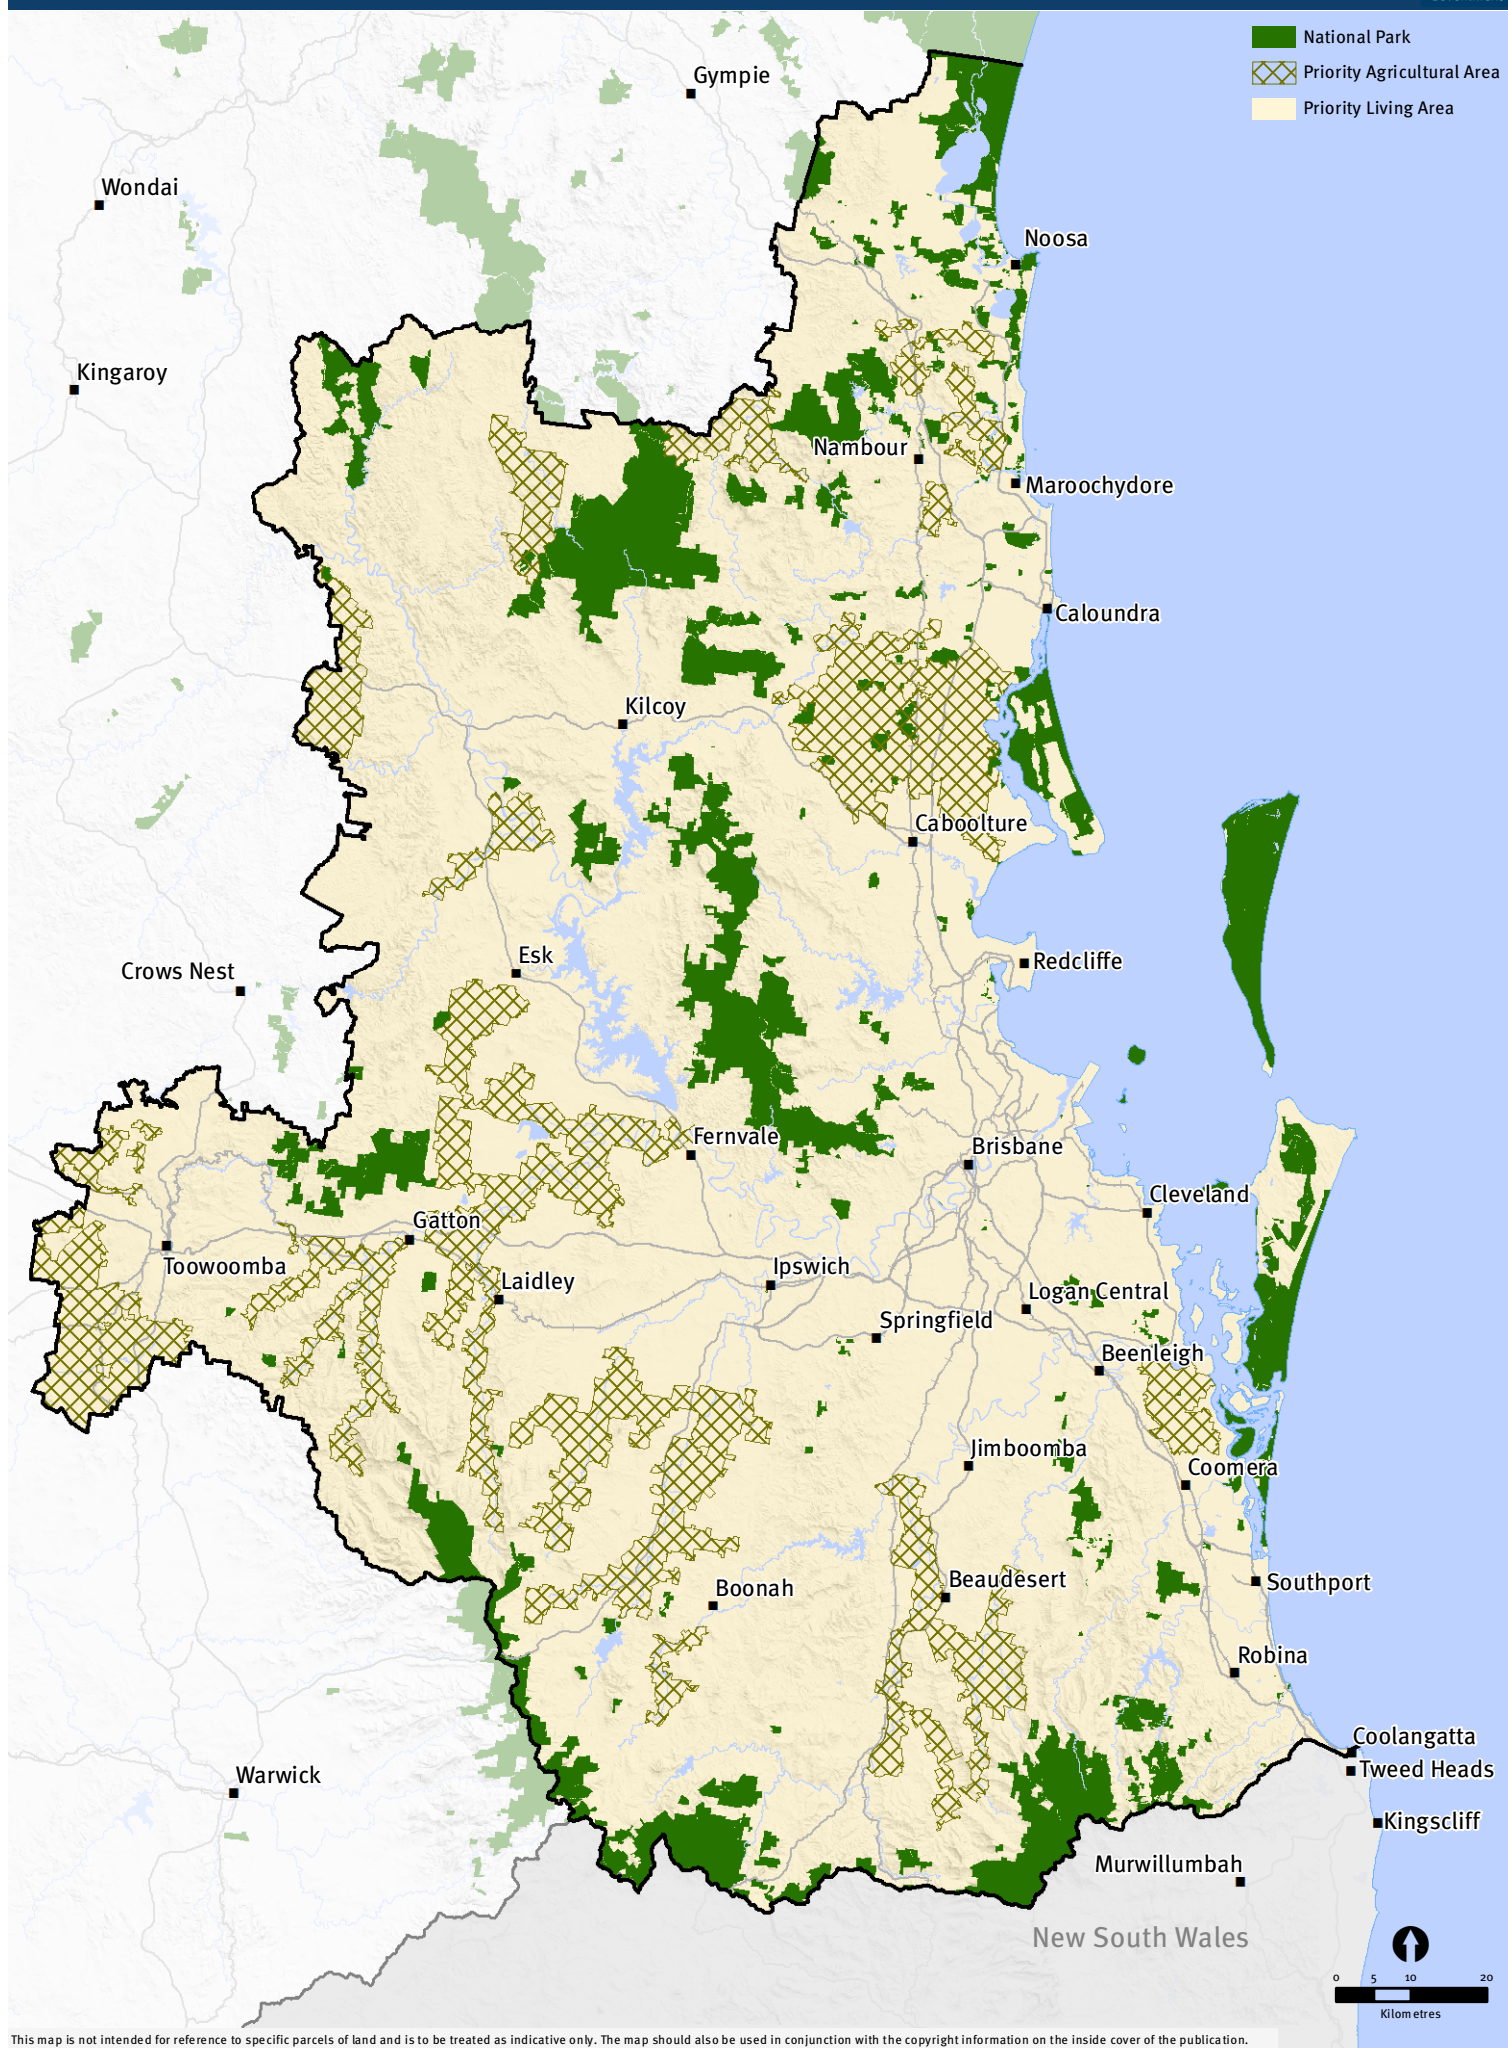 National Park
Priority Agricultural Area
Priority Living Area
Gympie
Wondai
Noosa
Kingaroy
Nambour
Maroochydore
Caloundra
Kilcoy
Caboolture
Esk
Redcliffe
Crows Nest
Fernvale
Brisbane
Cleveland
Gatton
Toowoomba
Ipswich
Laidley
Logan Central
Springfield
Beenleigh
Jimboomba
Coomera
Beaudesert
Southport
Boonah
Robina
Coolangatta
Tweed Heads
Warwick
Kingscliff
Murwillumbah
New South Wales
0 5 10 20
Kilometres
This map is not intended for reference to specific parcels of land and is to be treated as indicative only. The map should also be used in conjunction with the copyright information on the inside cover of the publication.